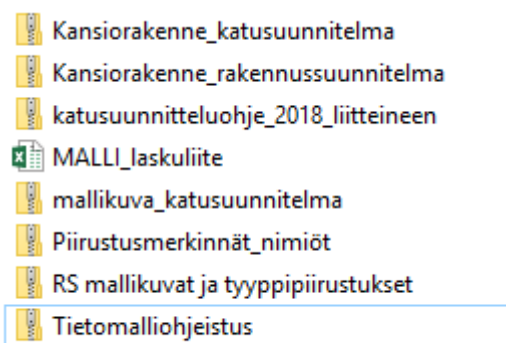 Kansiorakenne_katusuunnitelma
Kansiorakenne_rakennussuunnitelma
katusuunnitteluohje_2018_liitteineen
MALLI_laskuliite
mallikuva_katusuunnitelma
Piirustusmerkinnät_nimiöt
RS mallikuvat ja tyyppipiirustukset
Tietomalliohjeistus